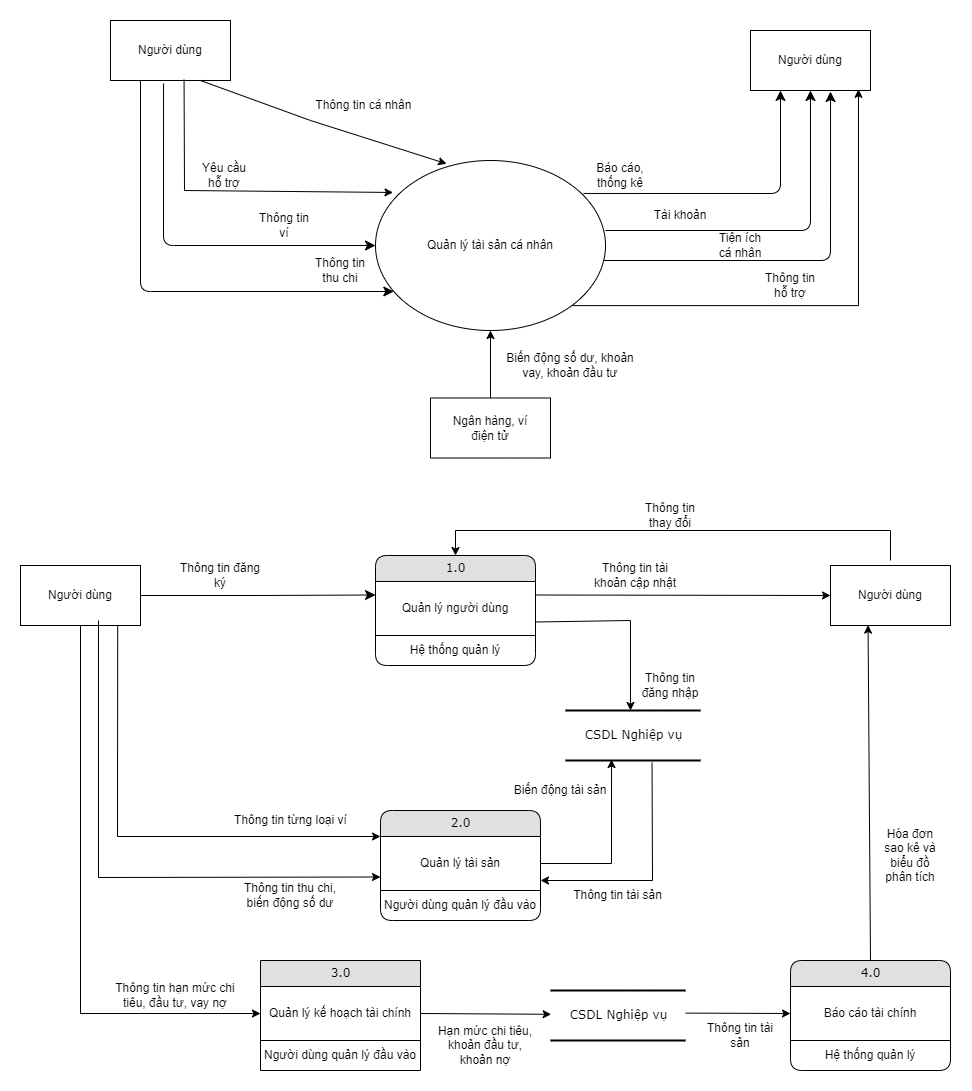 Người dùng
Người dùng
Thông tin cá nhân
Yêu cầu
hỗ trợ
Thông tin
ví
Thông tin
thu chi
Quản lý tài sản cá nhân
Báo cáo,
thống kê
Tài khoản
Tiện ích
cá nhân
Thông tin
hỗ trợ
Biến động số dư, khoản
vay, khoản đầu tư
Ngân hàng, ví
điện tử
Thông tin
thay đổi
Người dùng
Thông tin đăng
ký
1.0
Quản lý người dùng
Hệ thống quản lý
Thông tin tài
khoản cập nhật
Người dùng
Thông tin
đăng nhập
CSDL Nghiệp vụ
Biến động tài sản
Thông tin từng loại ví
Thông tin thu chi,
biến động số dư
2.0
Quản lý tài sản
Người dùng quản lý đầu vào
Thông tin tài sản
Hóa đơn
sao kê và
biểu đồ
phân tích
Thông tin hạn mức chi
tiêu, đầu tư, vay nợ
3.0
Quản lý kế hoạch tài chính
Người dùng quản lý đầu vào
Hạn mức chi tiêu,
khoản đầu tư,
khoản nợ
CSDL Nghiệp vụ
Thông tin tài
sản
4.0
Báo cáo tài chính
Hệ thống quản lý